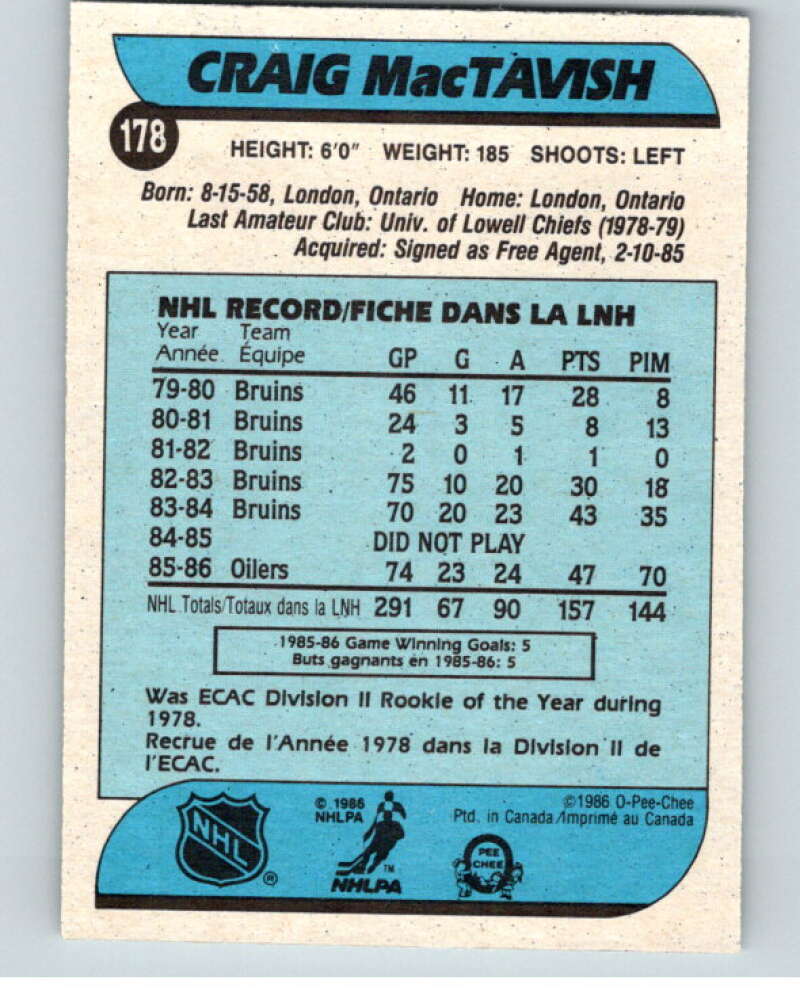 CRAIG MacTAVISH
178
HEIGHT: 6'0" WEIGHT: 185 SHOOTS: LEFT
Born: 8-15-58, London, Ontario Home: London, Ontario
Last Amateur Club: Univ. of Lowell Chiefs (1978-79)
Acquired: Signed as Free Agent, 2-10-85
NHL RECORD/FICHE DANS LA LNH
Year Team
Année Équipe GP G A PTS PIM
79-80 Bruins 46 11 17 28 8
80-81 Bruins 24 3 5 8 13
81-82 Bruins 2 0 1 1 0
82-83 Bruins 75 10 20 30 18
83-84 Bruins 70 20 23 43 35
84-85 DID NOT PLAY
85-86 Oilers 74 23 24 47 70
NHL Totals/Totaux dans la LNH 291 67 90 157 144
1985-86 Game Winning Goals: 5
Buts gagnants en 1985-86: 5
Was ECAC Division II Rookie of the Year during
1978.
Recrue de l'Année 1978 dans la Division II de
l'ECAC.
NHL ®
© 1986
NHLPA
™
NHLPA
©1986 O-Pee-Chee
Ptd. in Canada/Imprimé au Canada
PEE
CHEE